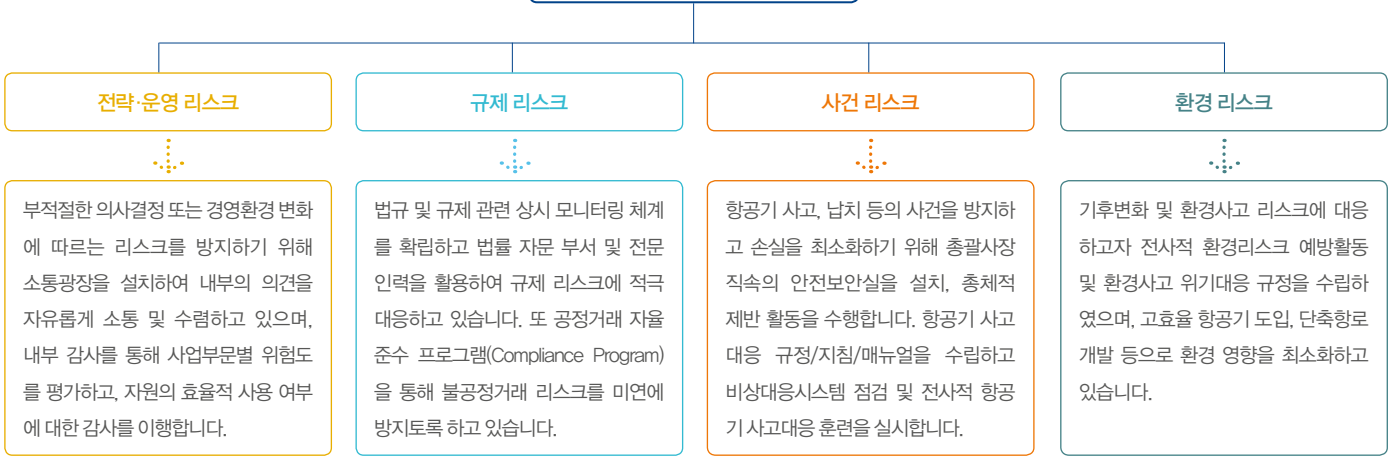 전략·운영 리스크
부적절한 의사결정 또는 경영환경 변화
에 따르는 리스크를 방지하기 위해
소통광장을 설치하여 내부의 의견을
자유롭게 소통 및 수렴하고 있으며,
내부 감사를 통해 사업부문별 위험도
를 평가하고, 자원의 효율적 사용 여부
에 대한 감사를 이행합니다.
규제 리스크
법규 및 규제 관련 상시 모니터링 체계
를 확립하고 법률 자문 부서 및 전문
인력을 활용하여 규제 리스크에 적극
대응하고 있습니다. 또 공정거래 자율
준수 프로그램(Compliance Program)
을 통해 불공정거래 리스크를 미연에
방지토록 하고 있습니다.
사건 리스크
항공기 사고, 납치 등의 사건을 방지하
고 손실을 최소화하기 위해 총괄사장
직속의 안전보안실을 설치, 총체적
제반 활동을 수행합니다. 항공기 사고
대응 규정/지침/매뉴얼을 수립하고
비상대응시스템 점검 및 전사적 항공
기 사고대응 훈련을 실시합니다.
환경 리스크
기후변화 및 환경사고 리스크에 대응
하고자 전사적 환경리스크 예방활동
및 환경사고 위기대응 규정을 수립하
였으며, 고효율 항공기 도입, 단축항로
개발 등으로 환경 영향을 최소화하고
있습니다.